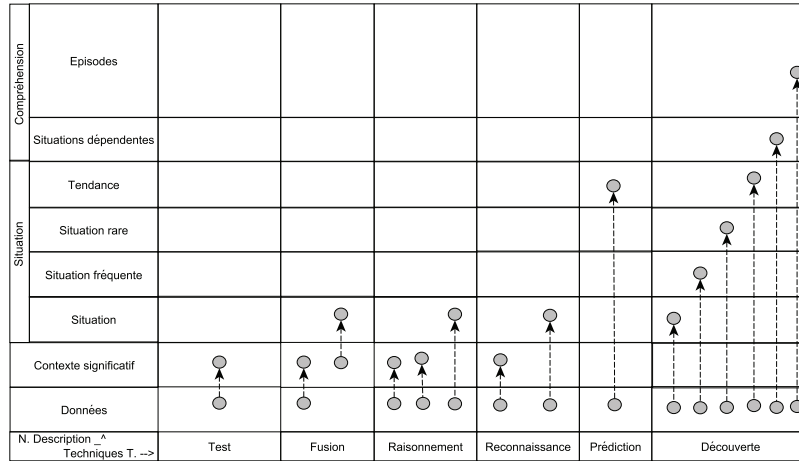 Compréhension
Episodes
Situations dépendentes
Situation
Tendance
Situation rare
Situation fréquente
Situation
Contexte significatif
Données
N. Description _^
Techniques T. -->
Test
Fusion
Raisonnement
Reconnaissance
Prédiction
Découverte